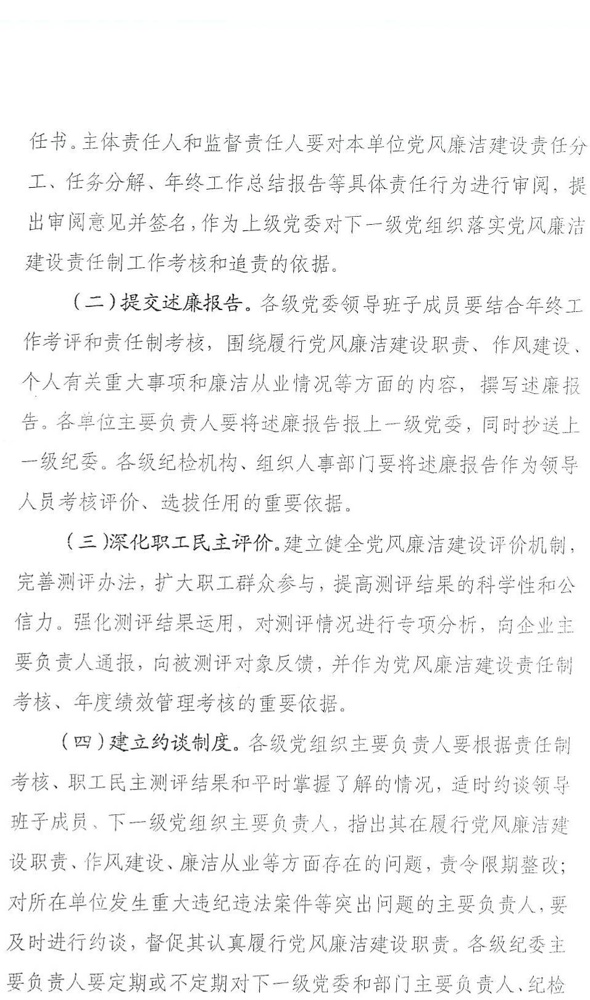 任书。主体责任人和监督责任人要对本单位党风廉洁建设责任分
工、任务分解、年终工作总结报告等具体责任行为进行审阅，提
出审阅意见并签名，作为上级党委对下一级党组织落实党风廉洁
建设责任制工作考核和追责的依据。
（二）提交述廉报告。各级党委领导班子成员要结合年终工
作考评和责任制考核，围绕履行党风廉洁建设职责、作风建设、
个人有关重大事项和廉洁从业情况等方面的内容，撰写述廉报
告。各单位主要负责人要将述廉报告报上一级党委，同时抄送上
一级纪委。各级纪检机构、组织人事部门要将述廉报告作为领导
人员考核评价、选拔任用的重要依据。
（三）深化职工民主评价。建立健全党风廉洁建设评价机制，
完善测评办法，扩大职工群众参与，提高测评结果的科学性和公
信力。强化测评结果运用，对测评情况进行专项分析，向企业主
要负责人通报，向被测评对象反馈，并作为党风廉洁建设责任制
考核、年度绩效管理考核的重要依据。
（四）建立约谈制度。各级党组织主要负责人要根据责任制
考核、职工民主测评结果和平时掌握了解的情况，适时约谈领导
班子成员、下一级党组织主要负责人，指出其在履行党风廉洁建
设职责、作风建设、廉洁从业等方面存在的问题，责令限期整改；
对所在单位发生重大违纪违法案件等突出问题的主要负责人，要
及时进行约谈，督促其认真履行党风廉洁建设职责。各级纪委主
要负责人要定期或不定期对下一级党委和部门主要负责人、纪检